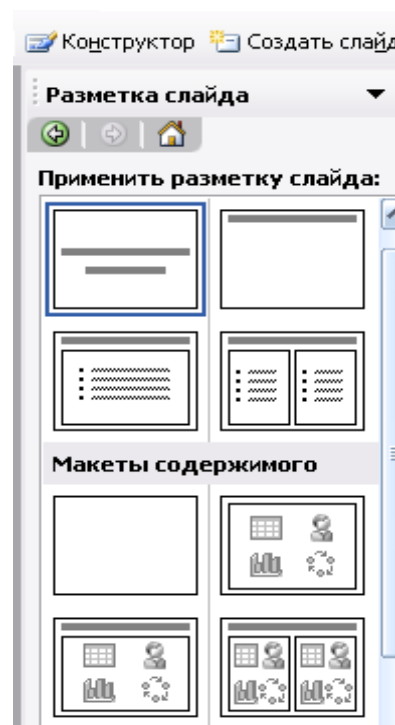 Конструктор Создать слайд
Разметка слайда
Применить разметку слайда:
Макеты содержимого